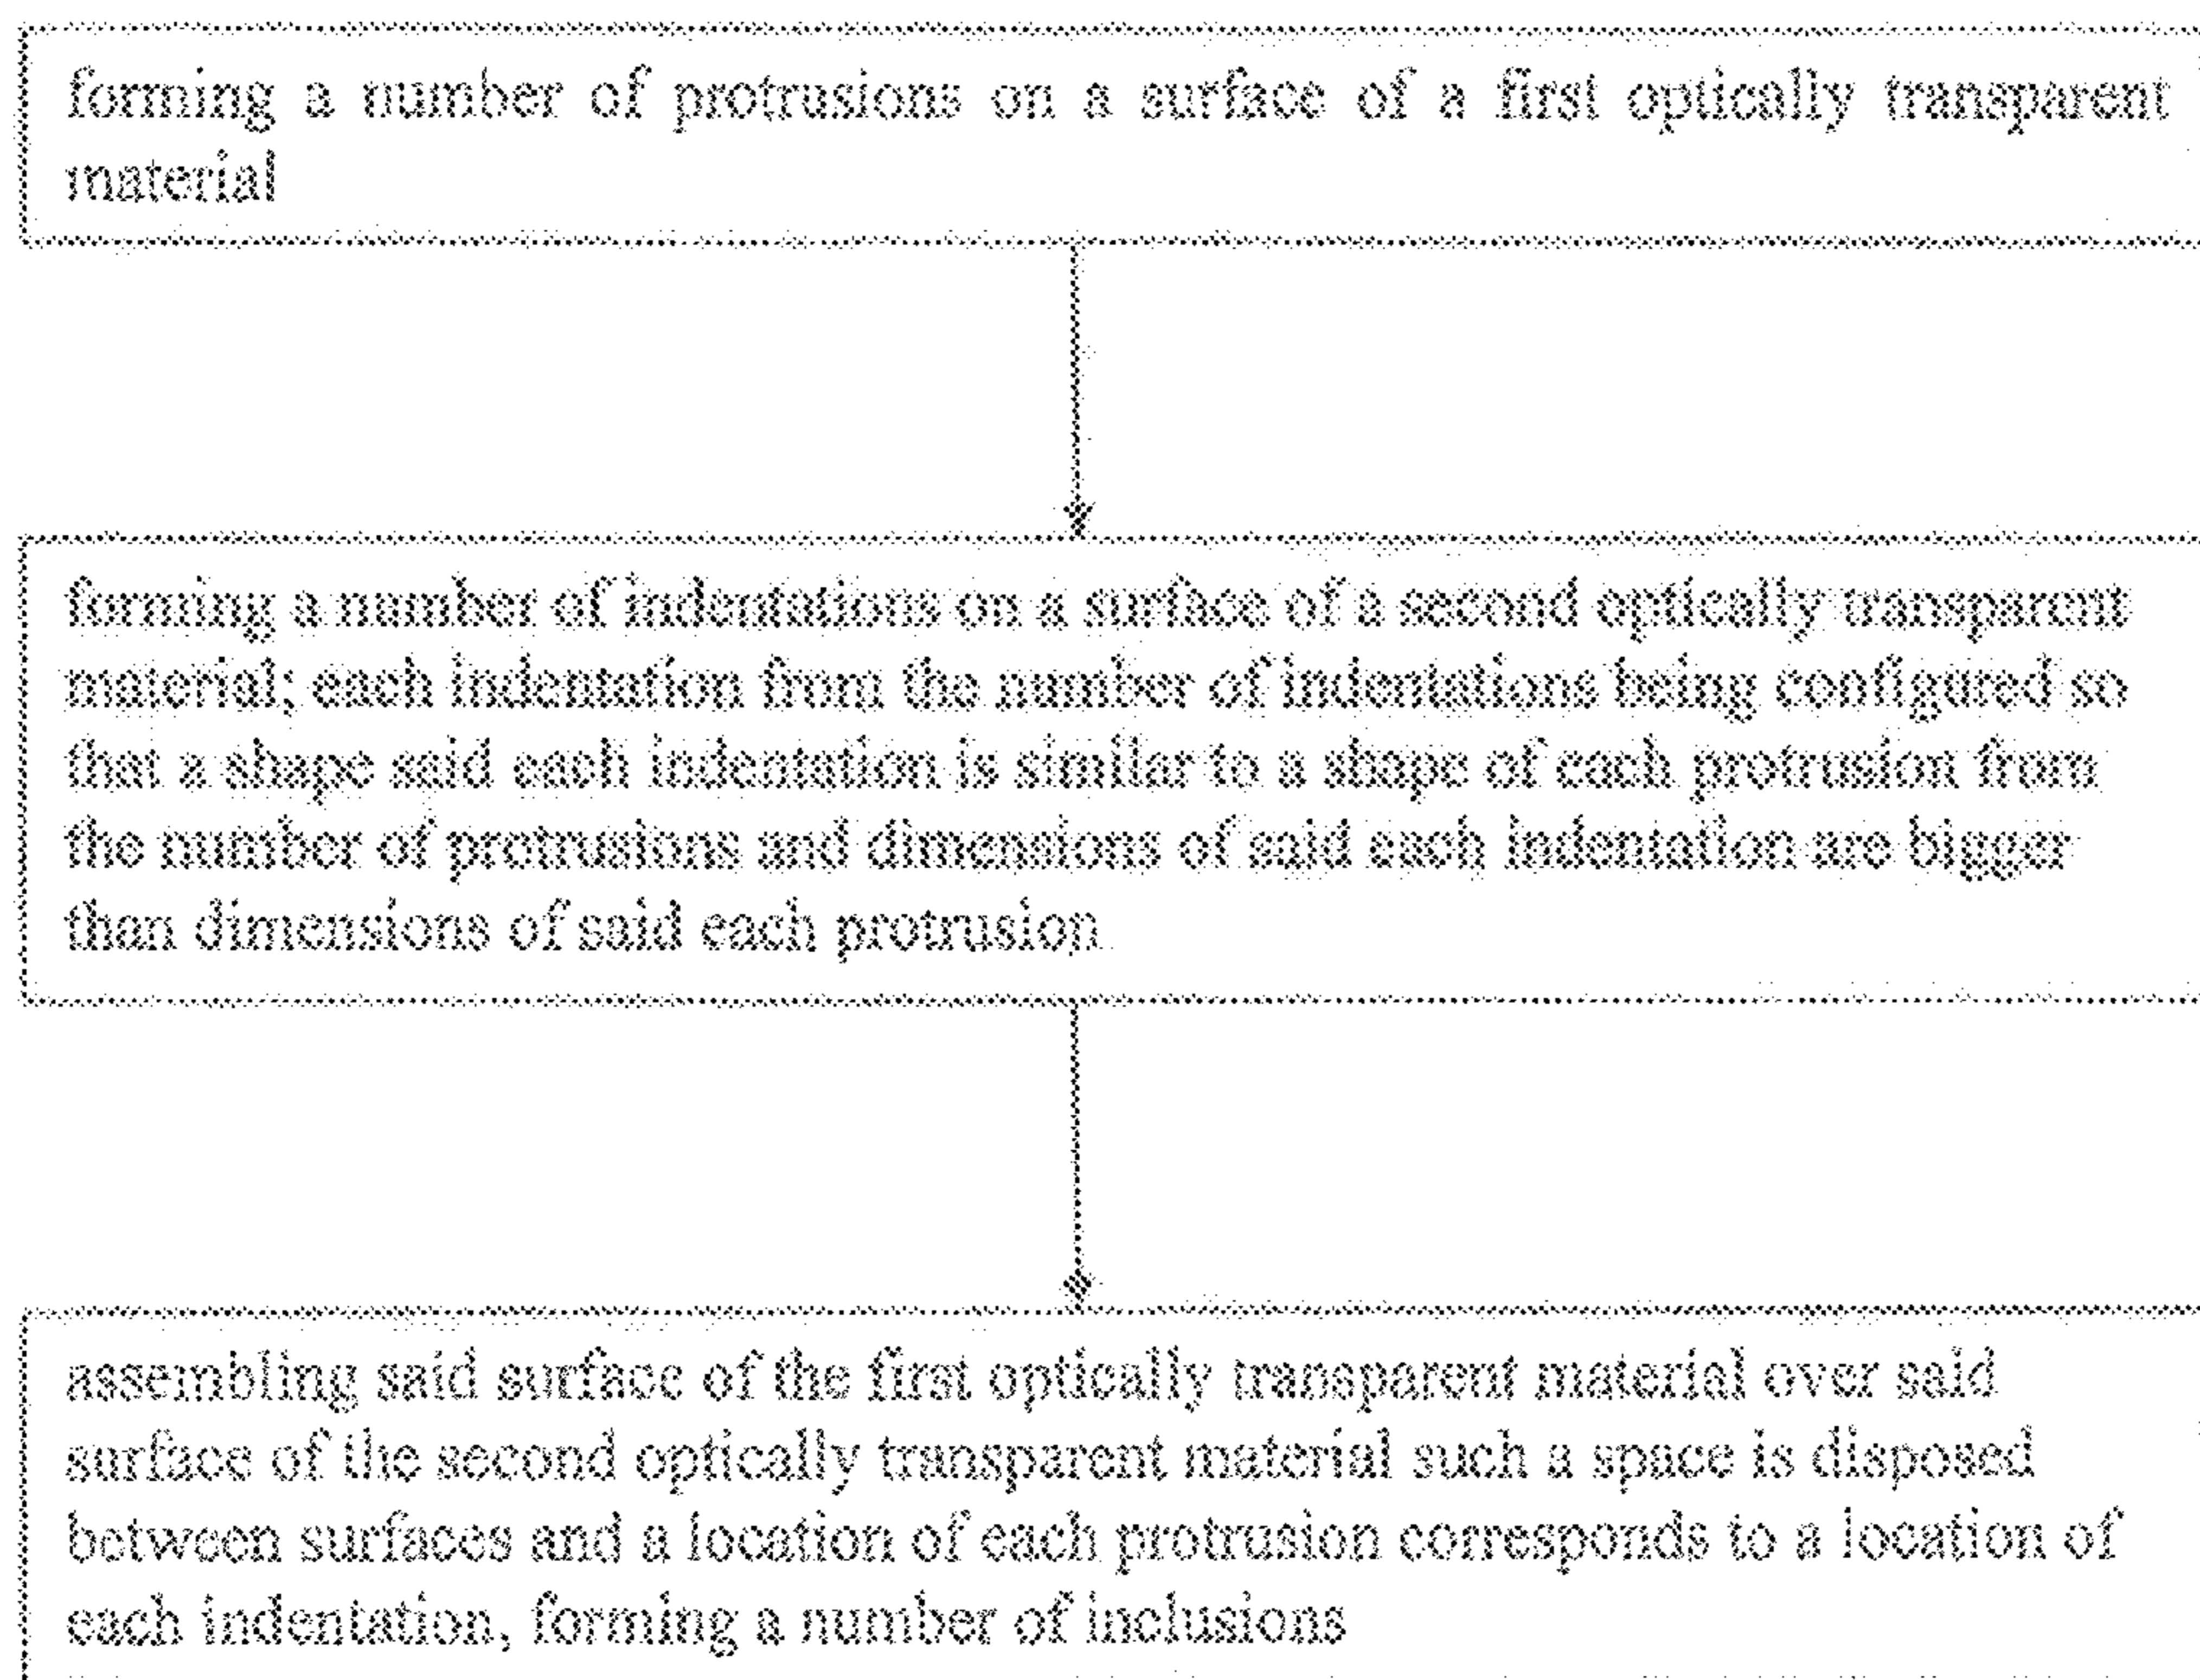 forming a number of protrusions on a surface of a first optically transparent
material
forming a number of indentations on a surface of a second optically transparent
material; each indentation from the number of indentations being configured so
that a shape said each indentation is similar to a shape of each protrusion from
the number of protrusions and dimensions of said each indentation are bigger
than dimensions of said each protrusion
assembling said surface of the first optically transparent material over said
surface of the second optically transparent material such a space is disposed
between surfaces and a location of each protrusion corresponds to a location of
each indentation, forming a number of inclusions